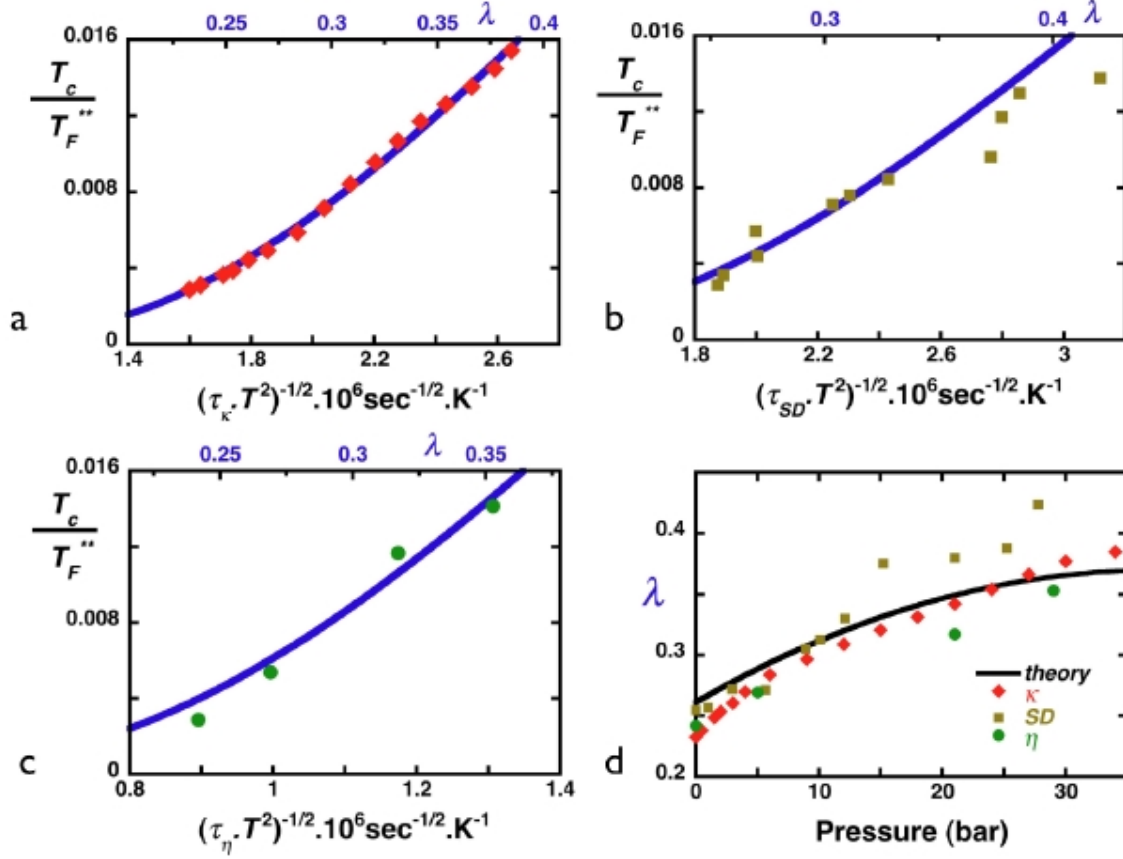 a
0.25 0.3 0.35 λ 0.4
0.016
T_c
T_F^**
0.008
0
1.4 1.8 2.2 2.6
(τ_κ.T²)^-1/2.10⁶sec^-1/2.K^-1
b
0.3 λ 0.4
0.016
T_c
T_F^**
0.008
0
1.8 2.2 2.6 3
(τ_SD.T²)^-1/2.10⁶sec^-1/2.K^-1
c
0.25 0.3 λ 0.35
0.016
T_c
T_F^**
0.008
0
0.8 1 1.2 1.4
(τ_η.T²)^-1/2.10⁶sec^-1/2.K^-1
d
0.4
λ
0.3
0.2
theory
κ
SD
η
0 10 20 30
Pressure (bar)